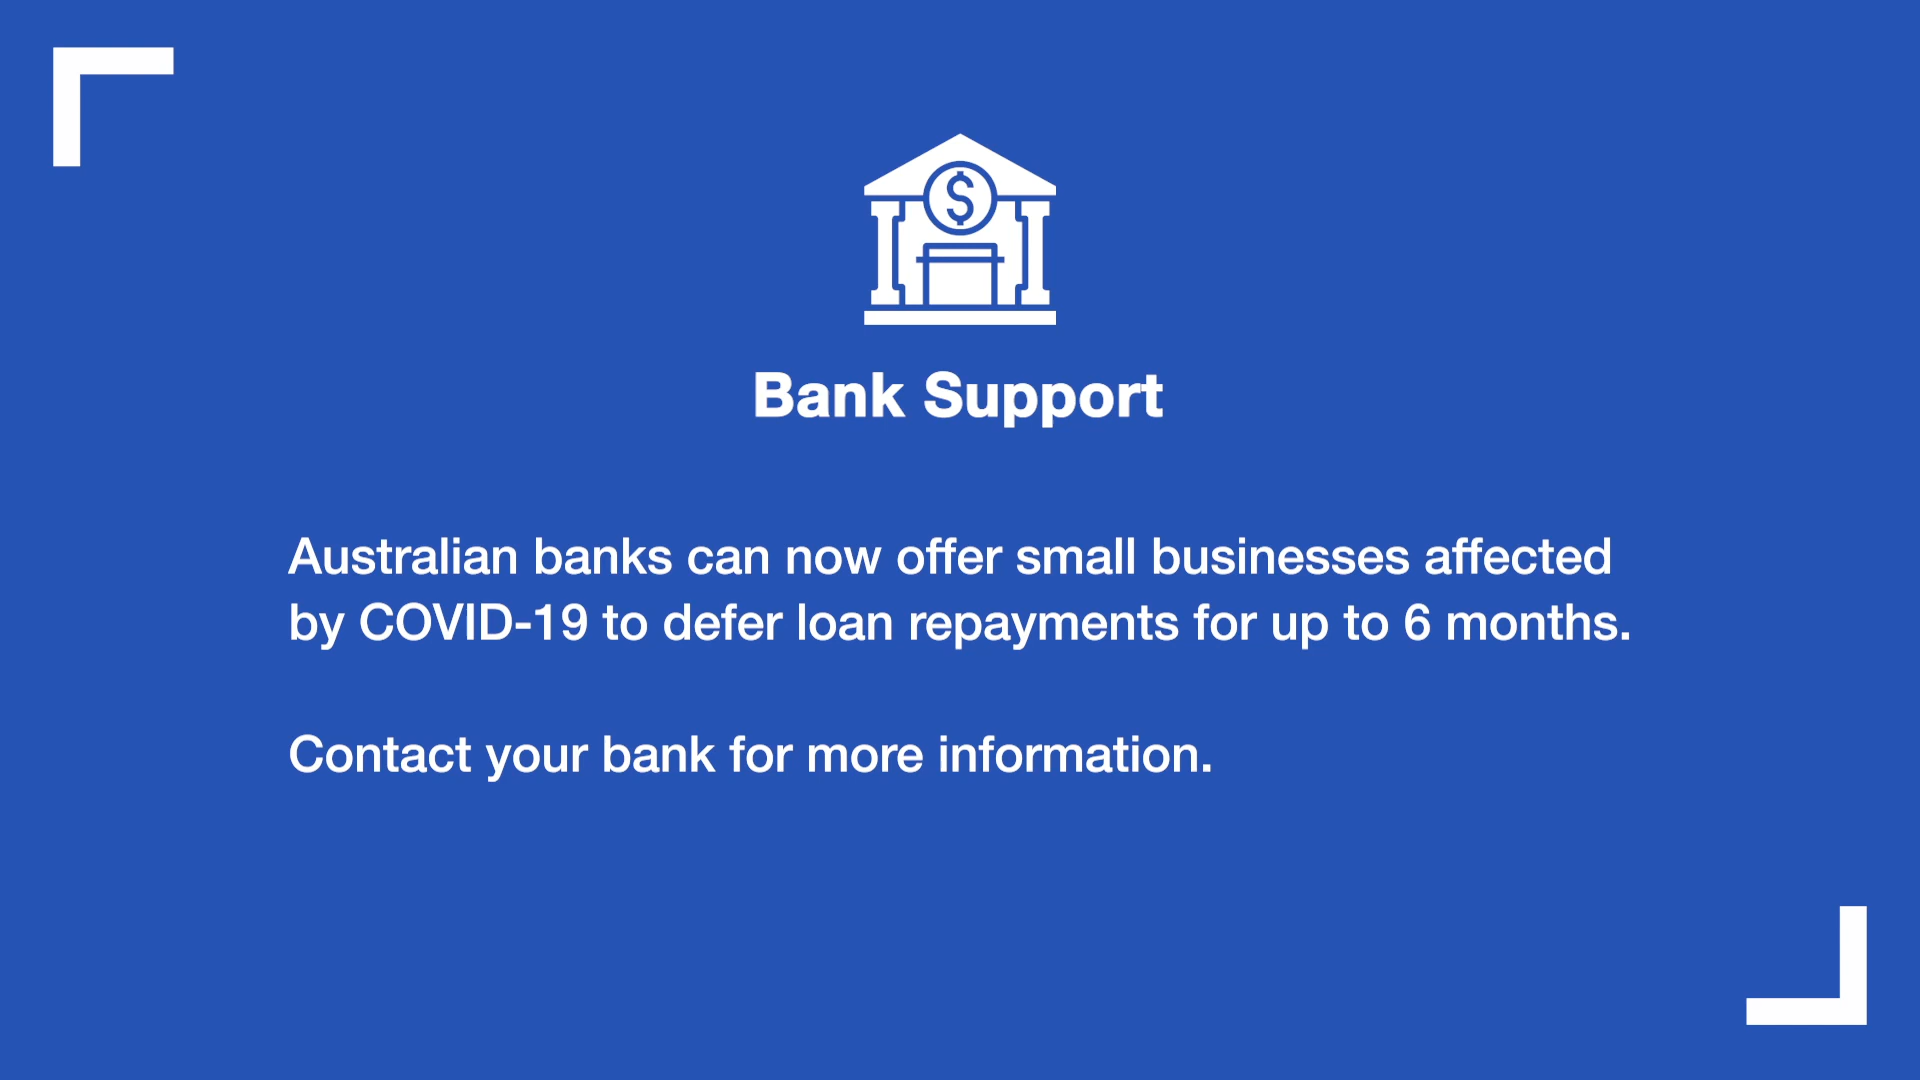 $
Bank Support
Australian banks can now offer small businesses affected
by COVID-19 to defer loan repayments for up to 6 months.
Contact your bank for more information.